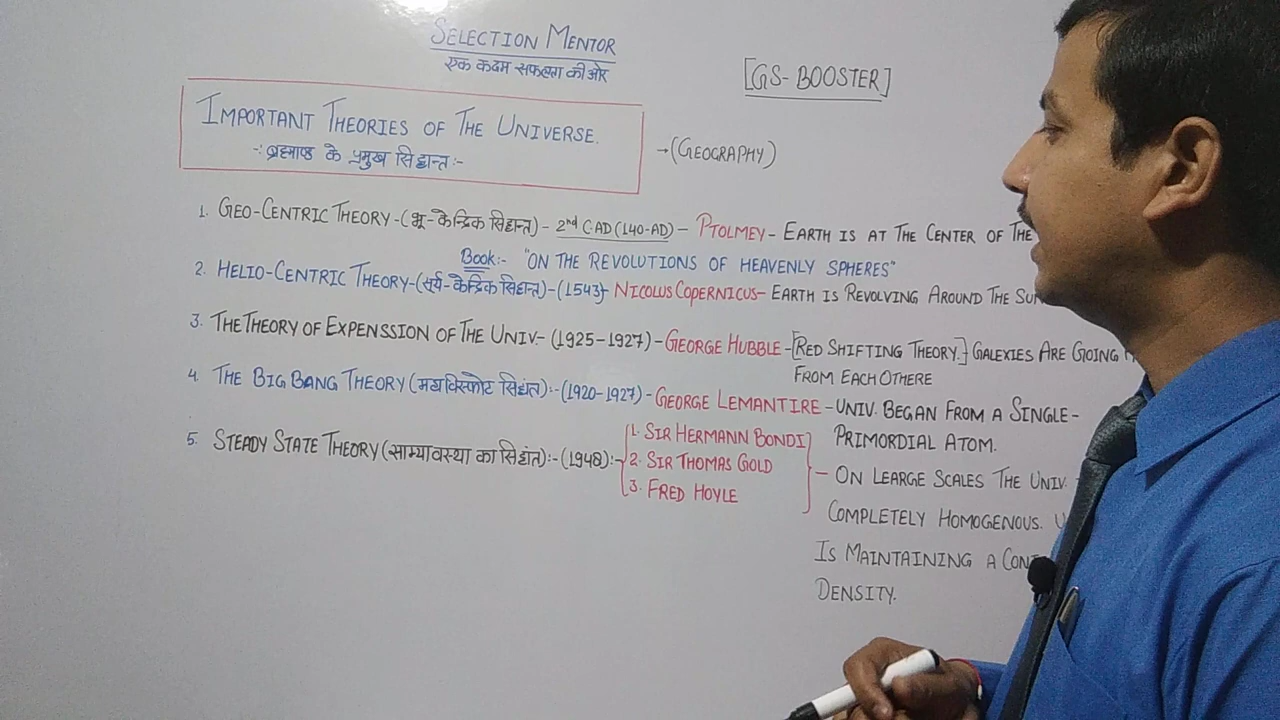 SELECTION MENTOR
एक कदम सफलता की ओर
[GS-BOOSTER]
IMPORTANT THEORIES OF THE UNIVERSE.
-: ब्रह्माण्ड के प्रमुख सिद्धान्त:-
→(GEOGRAPHY)
1. GEO-CENTRIC THEORY-(भू-केन्द्रिक सिद्धान्त)- 2nd C.AD(140-AD)- PTOLMEY- EARTH IS AT THE CENTER OF THE
Book:- "ON THE REVOLUTIONS OF HEAVENLY SPHERES"
2. HELIO-CENTRIC THEORY-(सूर्य-केन्द्रिक सिद्धान्त)-(1543)- NICOLUS COPERNICUS- EARTH IS REVOLVING AROUND THE SUN
3. THE THEORY OF EXPENSSION OF THE UNIV-(1925-1927)-GEORGE HUBBLE-[RED SHIFTING THEORY.] GALEXIES ARE GOING
FROM EACH OTHERE
4. THE BIG BANG THEORY(महाविस्फोट सिद्धांत):-(1920-1927)-GEORGE LEMANTIRE-UNIV. BEGAN FROM A SINGLE-
PRIMORDIAL ATOM.
5. STEADY STATE THEORY(साम्यावस्था का सिद्धांत):-(1948):-
1. SIR HERMANN BONDI
2. SIR THOMAS GOLD
3. FRED HOYLE
- ON LEARGE SCALES THE UNIV.
COMPLETELY HOMOGENOUS.
IS MAINTAINING A
DENSITY.